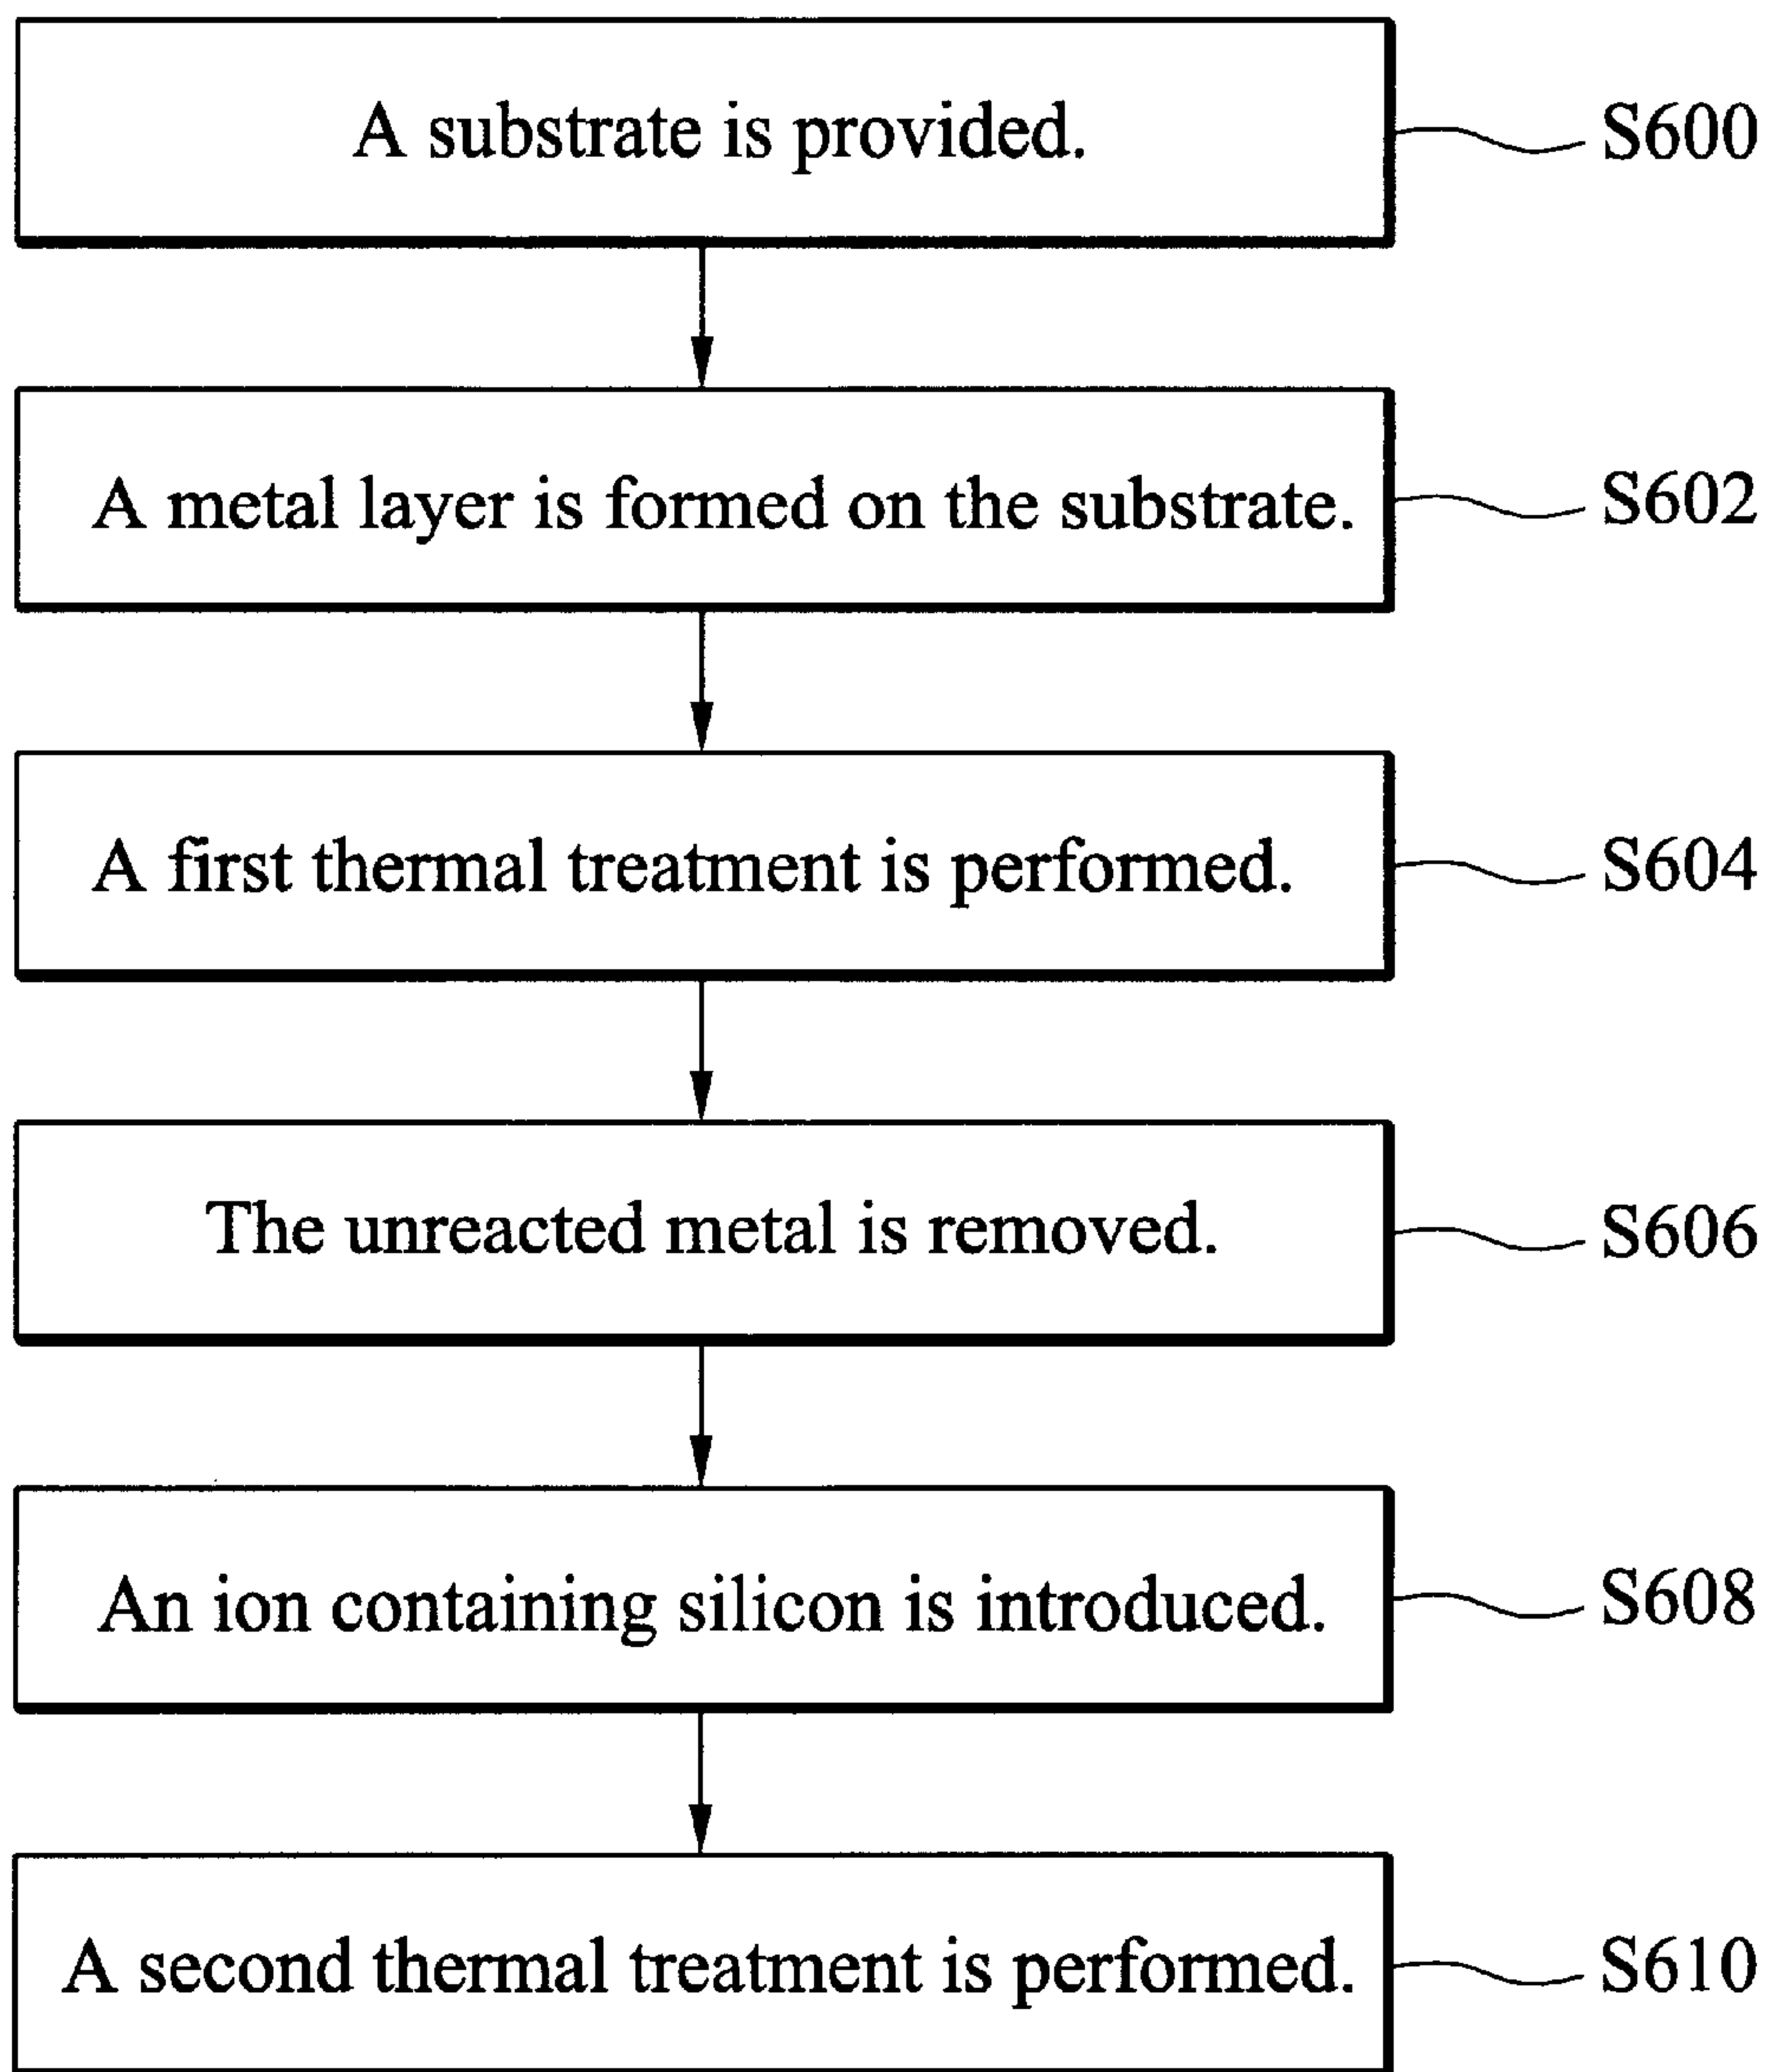 A substrate is provided.
S600
A metal layer is formed on the substrate.
S602
A first thermal treatment is performed.
S604
The unreacted metal is removed.
S606
An ion containing silicon is introduced.
S608
A second thermal treatment is performed.
S610